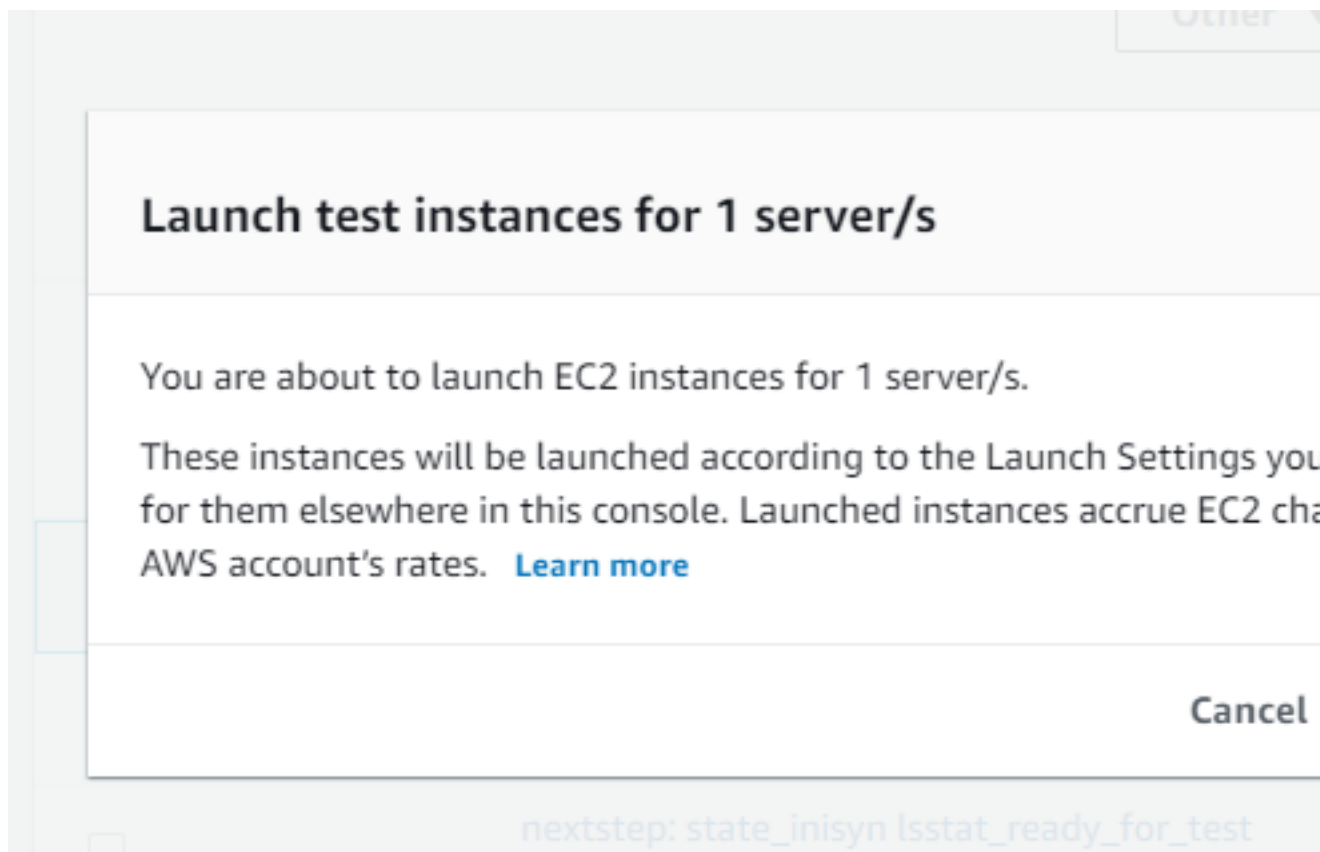 Other
Launch test instances for 1 server/s
You are about to launch EC2 instances for 1 server/s.
These instances will be launched according to the Launch Settings you
for them elsewhere in this console. Launched instances accrue EC2 cha
AWS account's rates. Learn more
Cancel
nextstep: state_inisyn lsstat_ready_for_test